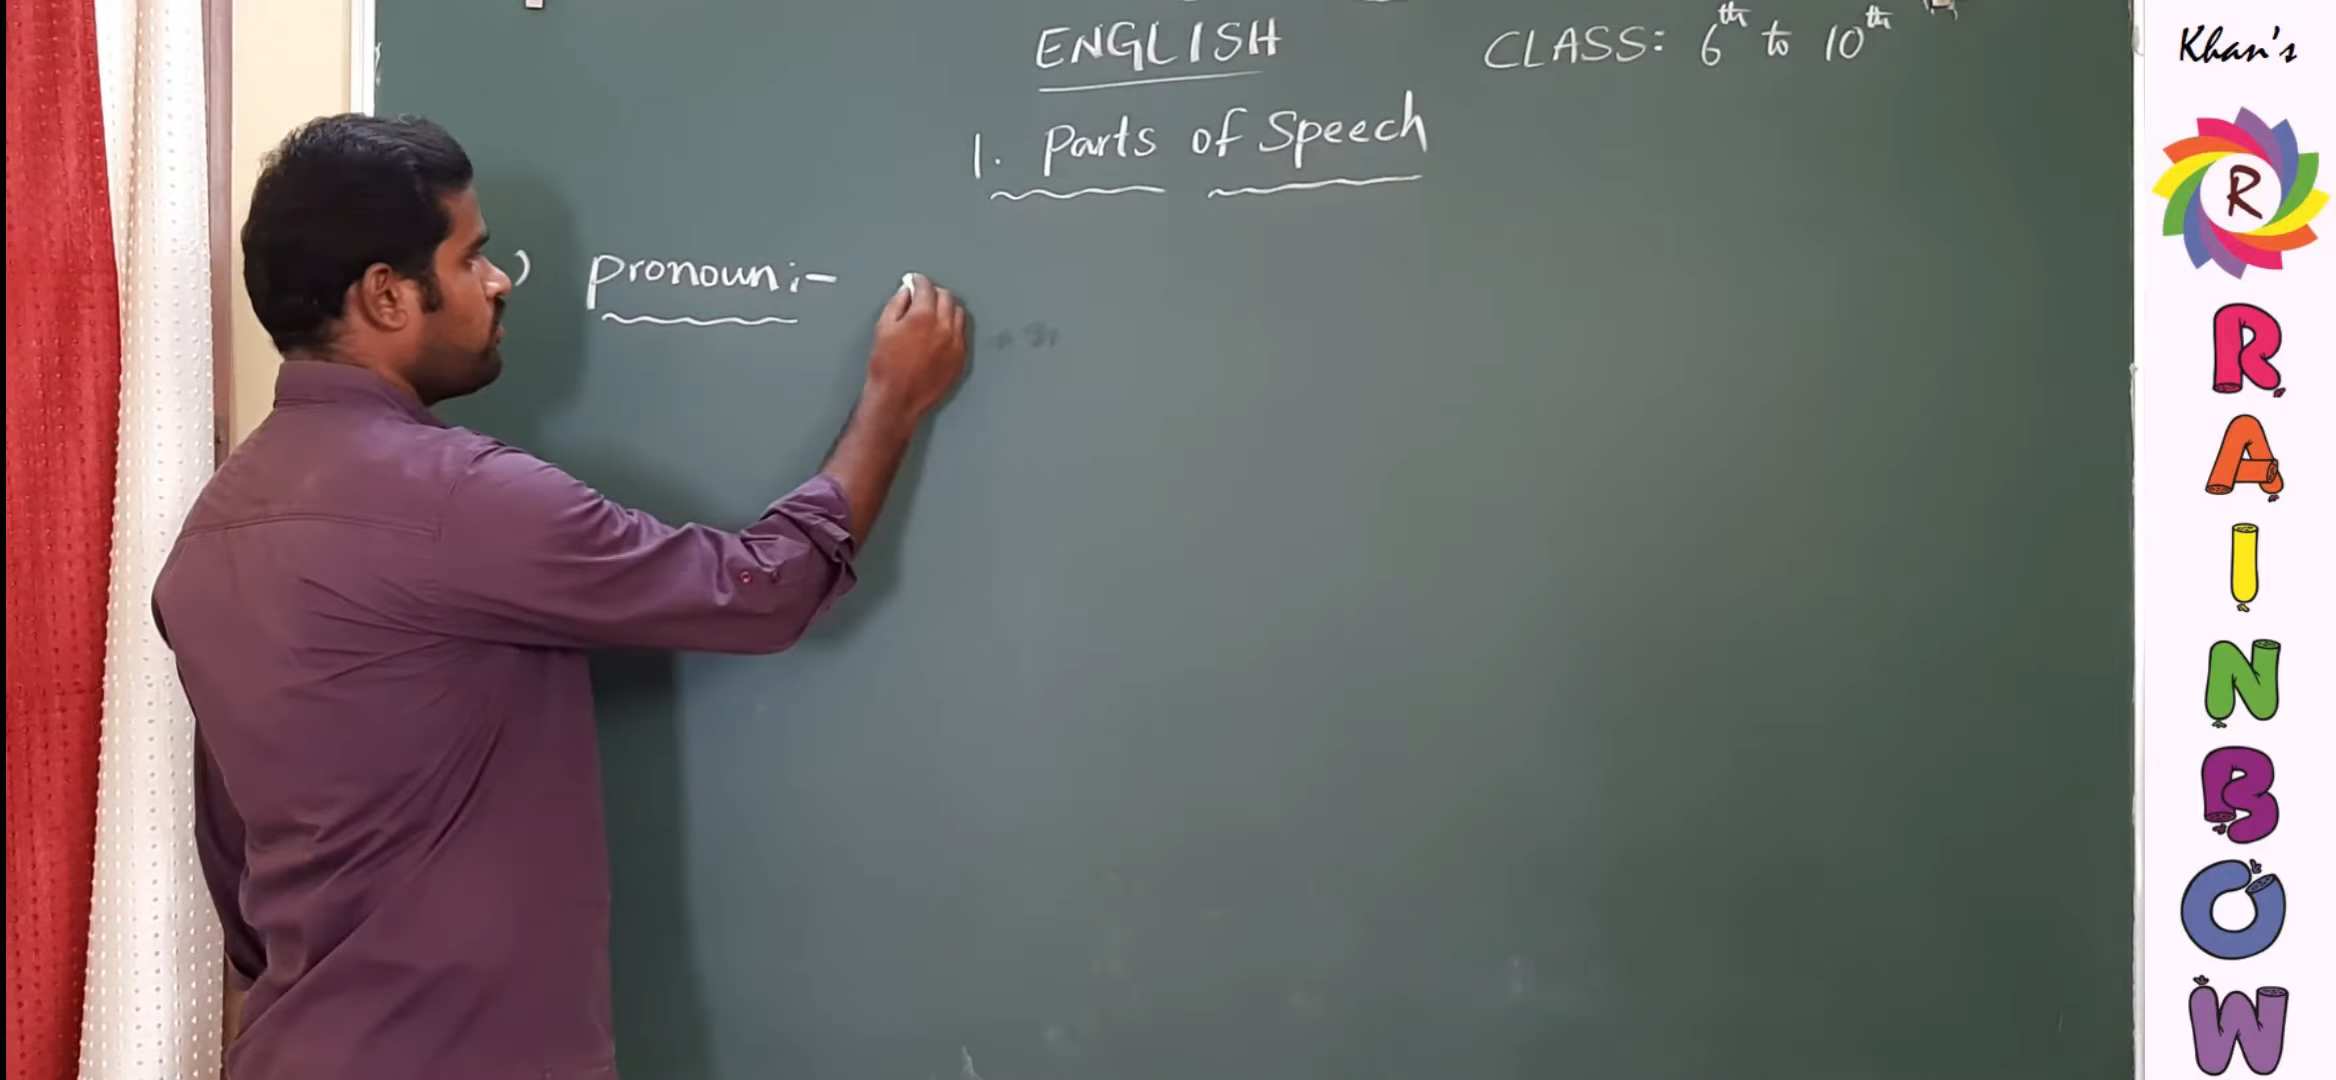 ENGLISH
CLASS: 6th to 10th
1. Parts of Speech
) Pronoun:-
Khan's
R
RAINBOW